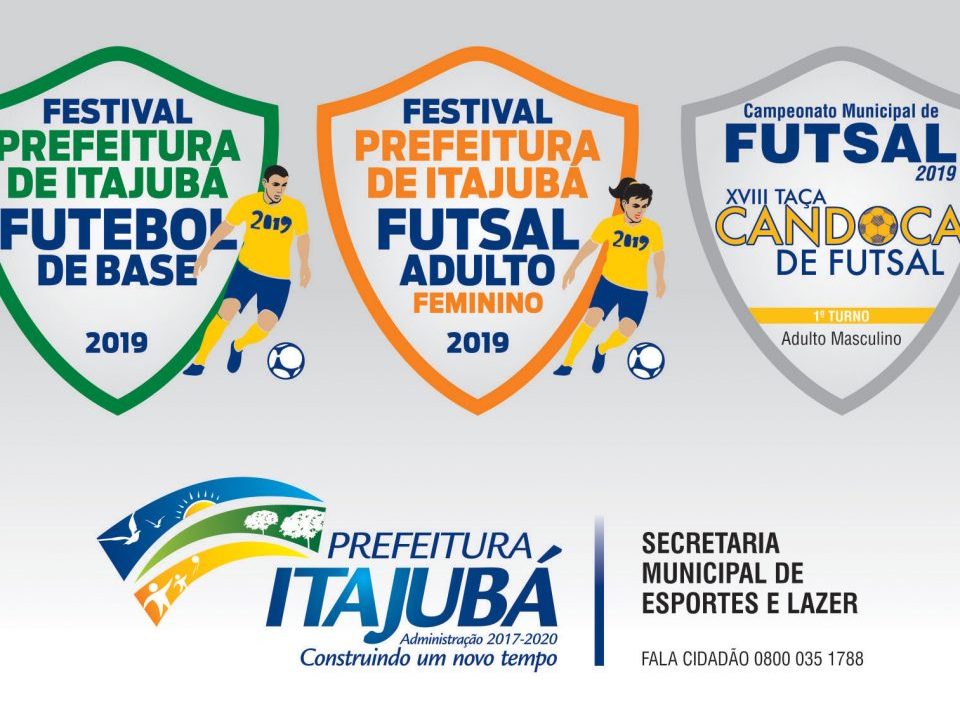 FESTIVAL
PREFEITURA
DE ITAJUBÁ
FUTEBOL
DE BASE
2019
2019
FESTIVAL
PREFEITURA
DE ITAJUBÁ
FUTSAL
ADULTO
FEMININO
2019
2019
Campeonato Municipal de
FUTSAL
2019
XVIII TAÇA
CANDOCA
DE FUTSAL
1º TURNO
Adulto Masculino
PREFEITURA
ITAJUBÁ
Administração 2017-2020
Construindo um novo tempo
SECRETARIA
MUNICIPAL DE
ESPORTES E LAZER
FALA CIDADÃO 0800 035 1788